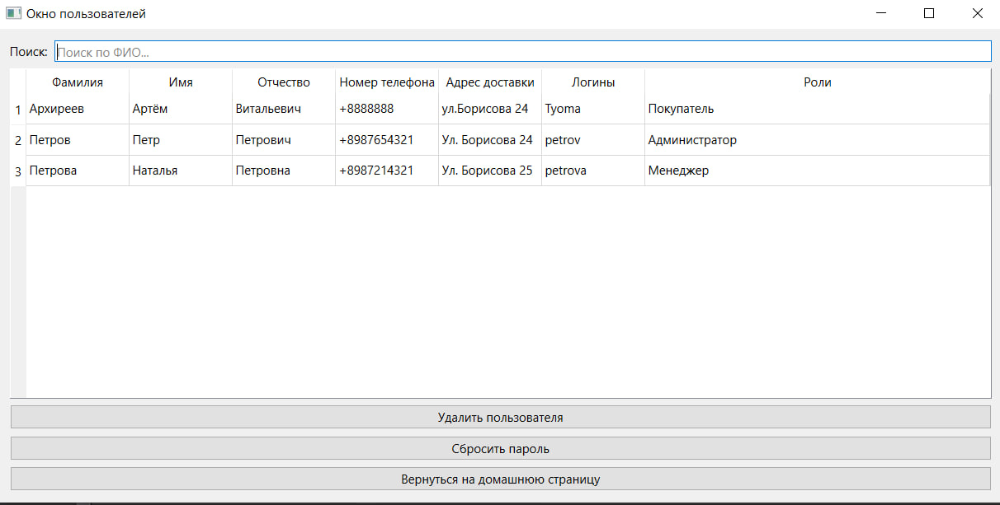 Окно пользователей
Поиск: Поиск по ФИО...
Фамилия Имя Отчество Номер телефона Адрес доставки Логины Роли
1 Архиреев Артём Витальевич +8888888 ул.Борисова 24 Tyoma Покупатель
2 Петров Петр Петрович +8987654321 Ул. Борисова 24 petrov Администратор
3 Петрова Наталья Петровна +8987214321 Ул. Борисова 25 petrova Менеджер
Удалить пользователя
Сбросить пароль
Вернуться на домашнюю страницу